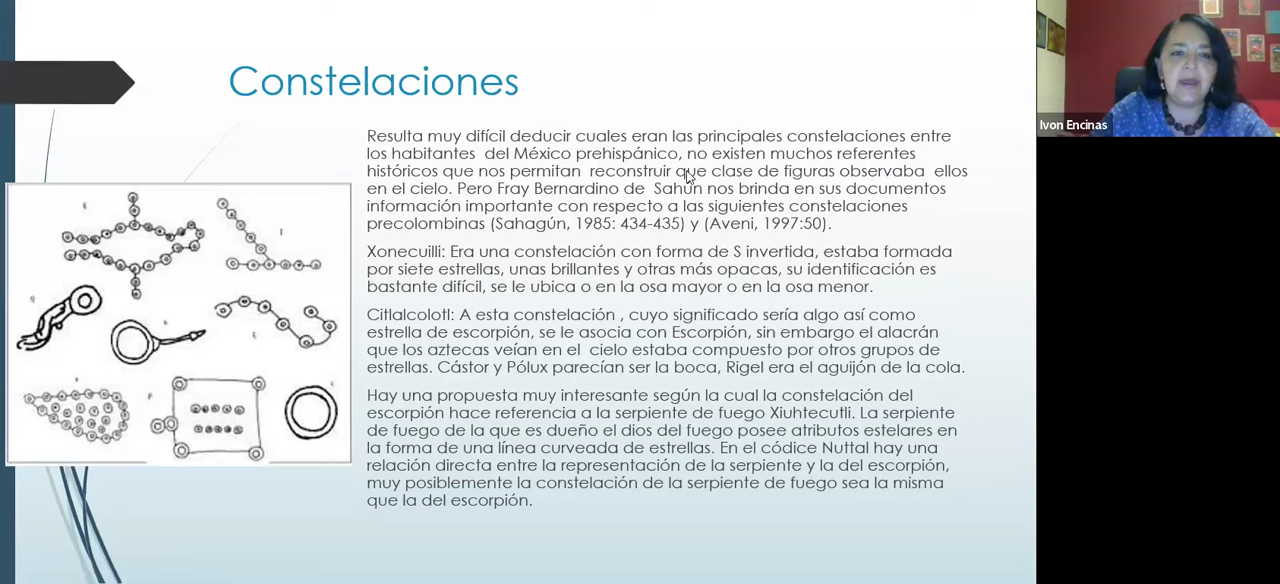 Constelaciones
Resulta muy difícil deducir cuales eran las principales constelaciones entre
los habitantes del México prehispánico, no existen muchos referentes
históricos que nos permitan reconstruir que clase de figuras observaba ellos
en el cielo. Pero Fray Bernardino de Sahún nos brinda en sus documentos
información importante con respecto a las siguientes constelaciones
precolombinas (Sahagún, 1985: 434-435) y (Aveni, 1997:50).
Xonecuilli: Era una constelación con forma de S invertida, estaba formada
por siete estrellas, unas brillantes y otras más opacas, su identificación es
bastante difícil, se le ubica o en la osa mayor o en la osa menor.
Citlalcolotl: A esta constelación , cuyo significado sería algo así como
estrella de escorpión, se le asocia con Escorpión, sin embargo el alacrán
que los aztecas veían en el cielo estaba compuesto por otros grupos de
estrellas. Cástor y Pólux parecían ser la boca, Rigel era el aguijón de la cola.
Hay una propuesta muy interesante según la cual la constelación del
escorpión hace referencia a la serpiente de fuego Xiuhtecutli. La serpiente
de fuego de la que es dueño el dios del fuego posee atributos estelares en
la forma de una línea curveada de estrellas. En el códice Nuttal hay una
relación directa entre la representación de la serpiente y la del escorpión,
muy posiblemente la constelación de la serpiente de fuego sea la misma
que la del escorpión.
Ivon Encinas